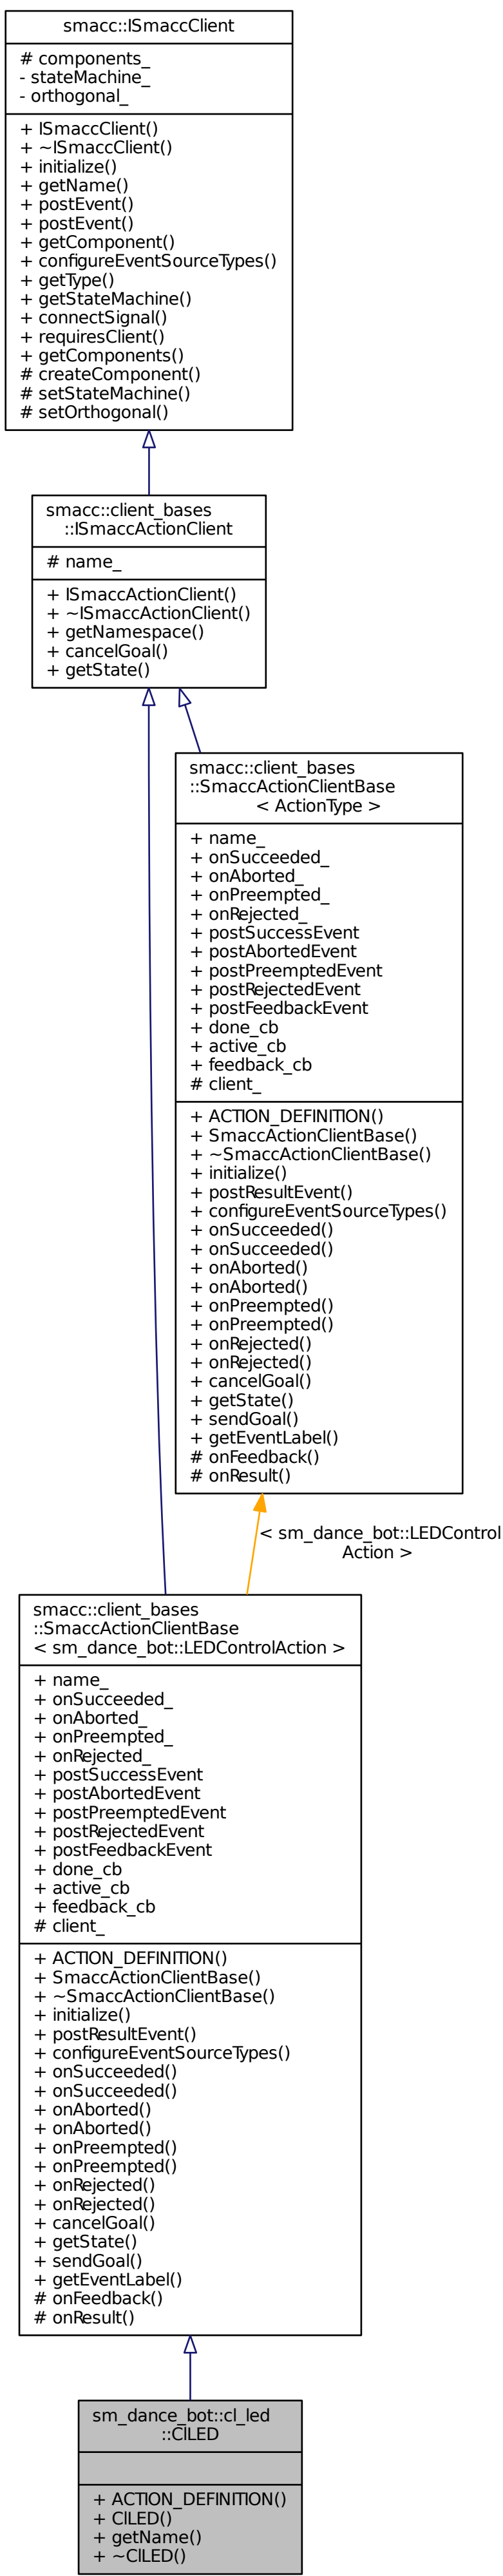 smacc::ISmaccClient
# components_
- stateMachine_
- orthogonal_
+ ISmaccClient()
+ ~ISmaccClient()
+ initialize()
+ getName()
+ postEvent()
+ postEvent()
+ getComponent()
+ configureEventSourceTypes()
+ getType()
+ getStateMachine()
+ connectSignal()
+ requiresClient()
+ getComponents()
# createComponent()
# setStateMachine()
# setOrthogonal()
smacc::client_bases
::ISmaccActionClient
# name_
+ ISmaccActionClient()
+ ~ISmaccActionClient()
+ getNamespace()
+ cancelGoal()
+ getState()
smacc::client_bases
::SmaccActionClientBase
< ActionType >
+ name_
+ onSucceeded_
+ onAborted_
+ onPreempted_
+ onRejected_
+ postSuccessEvent
+ postAbortedEvent
+ postPreemptedEvent
+ postRejectedEvent
+ postFeedbackEvent
+ done_cb
+ active_cb
+ feedback_cb
# client_
+ ACTION_DEFINITION()
+ SmaccActionClientBase()
+ ~SmaccActionClientBase()
+ initialize()
+ postResultEvent()
+ configureEventSourceTypes()
+ onSucceeded()
+ onSucceeded()
+ onAborted()
+ onAborted()
+ onPreempted()
+ onPreempted()
+ onRejected()
+ onRejected()
+ cancelGoal()
+ getState()
+ sendGoal()
+ getEventLabel()
# onFeedback()
# onResult()
< sm_dance_bot::LEDControl
Action >
smacc::client_bases
::SmaccActionClientBase
< sm_dance_bot::LEDControlAction >
+ name_
+ onSucceeded_
+ onAborted_
+ onPreempted_
+ onRejected_
+ postSuccessEvent
+ postAbortedEvent
+ postPreemptedEvent
+ postRejectedEvent
+ postFeedbackEvent
+ done_cb
+ active_cb
+ feedback_cb
# client_
+ ACTION_DEFINITION()
+ SmaccActionClientBase()
+ ~SmaccActionClientBase()
+ initialize()
+ postResultEvent()
+ configureEventSourceTypes()
+ onSucceeded()
+ onSucceeded()
+ onAborted()
+ onAborted()
+ onPreempted()
+ onPreempted()
+ onRejected()
+ onRejected()
+ cancelGoal()
+ getState()
+ sendGoal()
+ getEventLabel()
# onFeedback()
# onResult()
sm_dance_bot::cl_led
::ClLED
+ ACTION_DEFINITION()
+ ClLED()
+ getName()
+ ~ClLED()